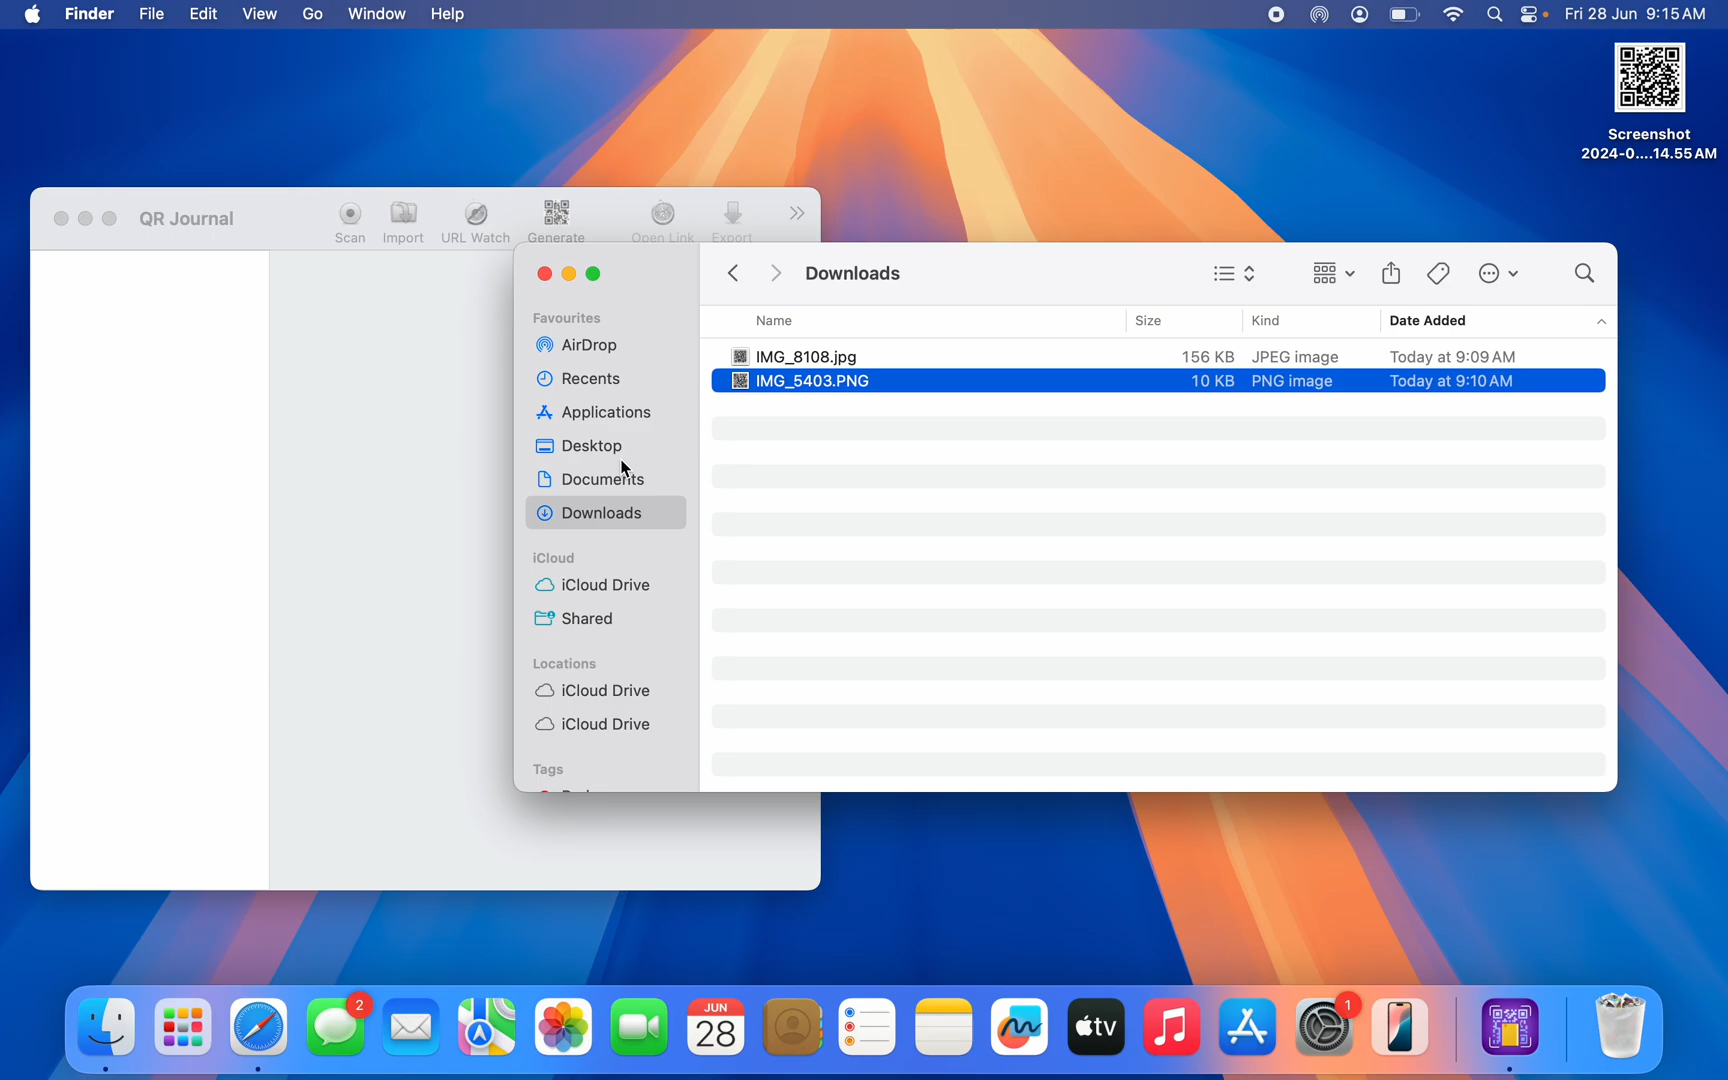 Finder File Edit View Go Window Help Fri 28 Jun 9:15 AM
Screenshot
2024-0....14.55 AM
QR Journal
Scan Import URL Watch Generate Open Link Export
Downloads
Favourites
AirDrop
Recents
Applications
Desktop
Documents
Downloads
iCloud
iCloud Drive
Shared
Locations
iCloud Drive
iCloud Drive
Tags
Name Size Kind Date Added
IMG_8108.jpg 156 KB JPEG image Today at 9:09 AM
IMG_5403.PNG 10 KB PNG image Today at 9:10 AM
2
JUN
28
tv
1